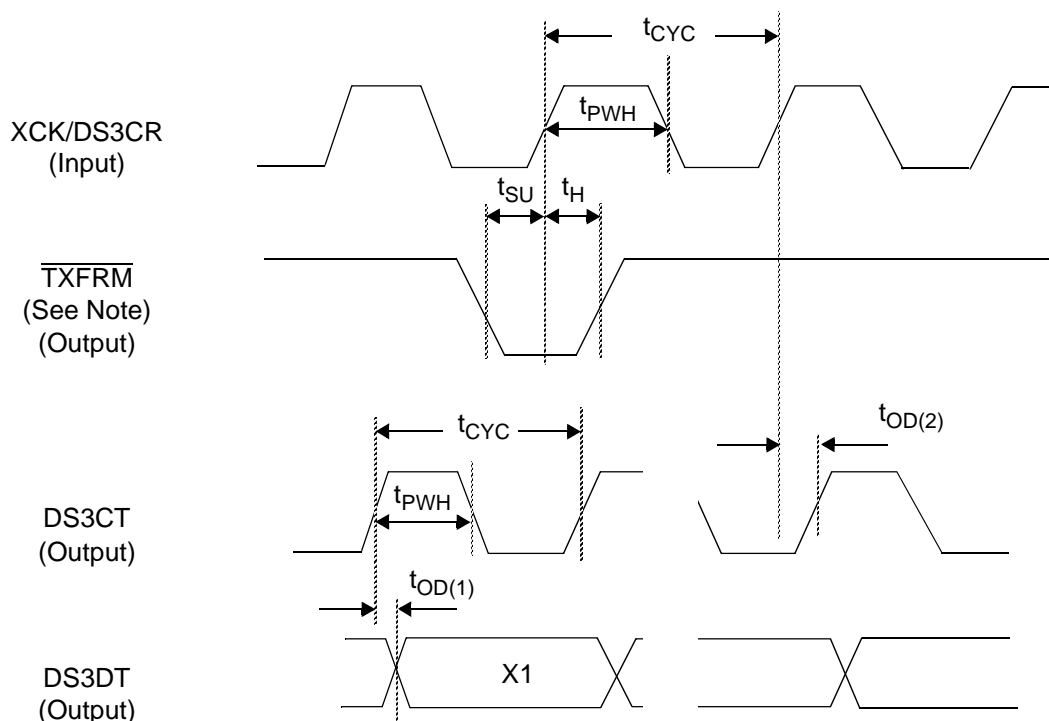 t_CYC
XCK/DS3CR
(Input)
t_PWH
t_SU
t_H
TXFRM
(See Note)
(Output)
t_CYC
t_OD(2)
t_PWH
DS3CT
(Output)
t_OD(1)
X1
DS3DT
(Output)